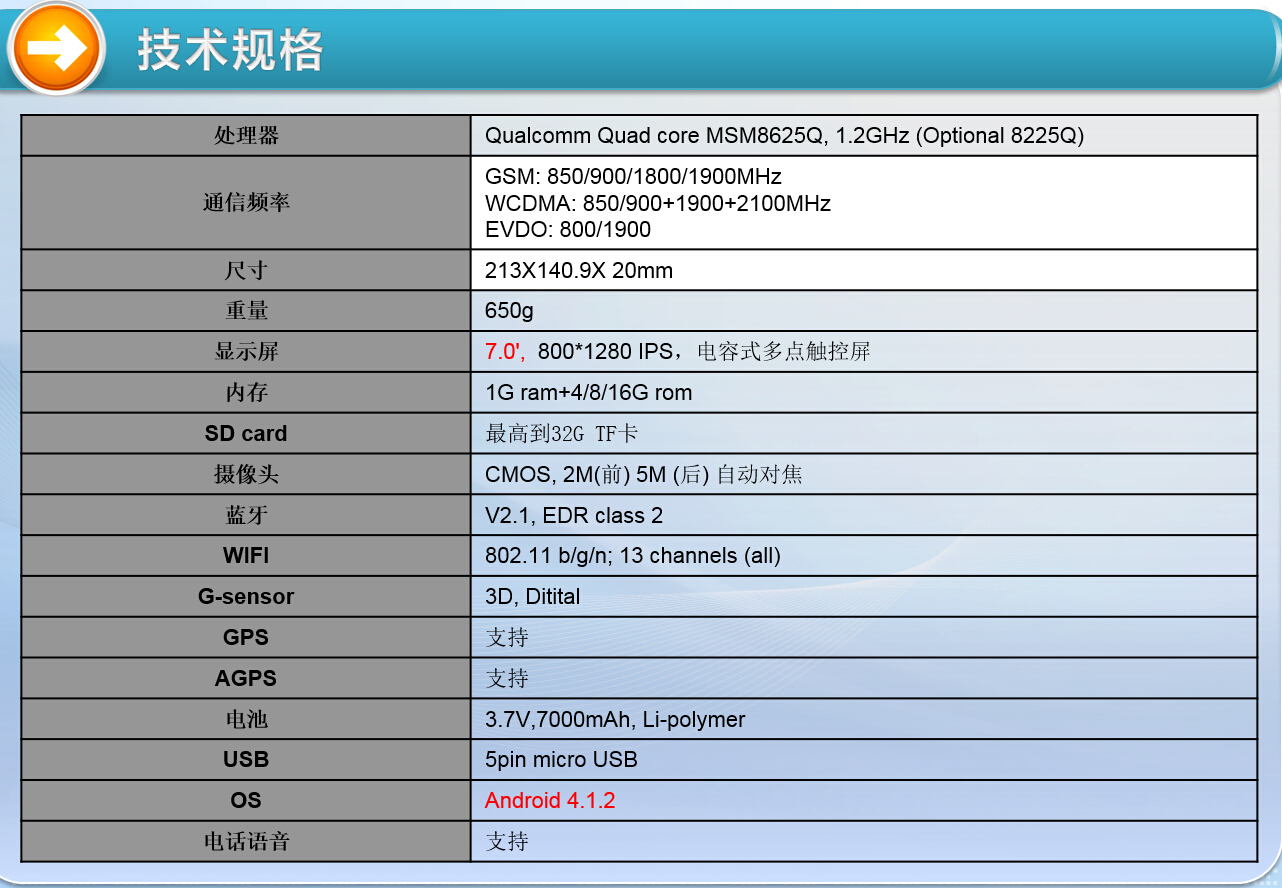 技术规格
处理器
Qualcomm Quad core MSM8625Q, 1.2GHz (Optional 8225Q)
通信频率
GSM: 850/900/1800/1900MHz
WCDMA: 850/900+1900+2100MHz
EVDO: 800/1900
尺寸
213X140.9X 20mm
重量
650g
显示屏
7.0', 800*1280 IPS，电容式多点触控屏
内存
1G ram+4/8/16G rom
SD card
最高到32G TF卡
摄像头
CMOS, 2M(前) 5M (后) 自动对焦
蓝牙
V2.1, EDR class 2
WIFI
802.11 b/g/n; 13 channels (all)
G-sensor
3D, Ditital
GPS
支持
AGPS
支持
电池
3.7V,7000mAh, Li-polymer
USB
5pin micro USB
OS
Android 4.1.2
电话语音
支持